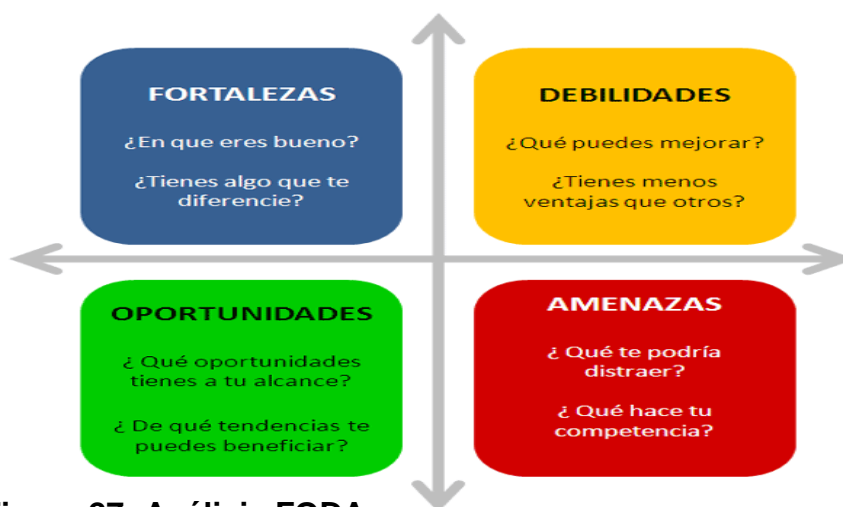 FORTALEZAS
¿En que eres bueno?
¿Tienes algo que te
diferencie?
DEBILIDADES
¿Qué puedes mejorar?
¿Tienes menos
ventajas que otros?
OPORTUNIDADES
¿ Qué oportunidades
tienes a tu alcance?
¿ De qué tendencias te
puedes beneficiar?
AMENAZAS
¿ Qué te podría
distraer?
¿ Qué hace tu
competencia?